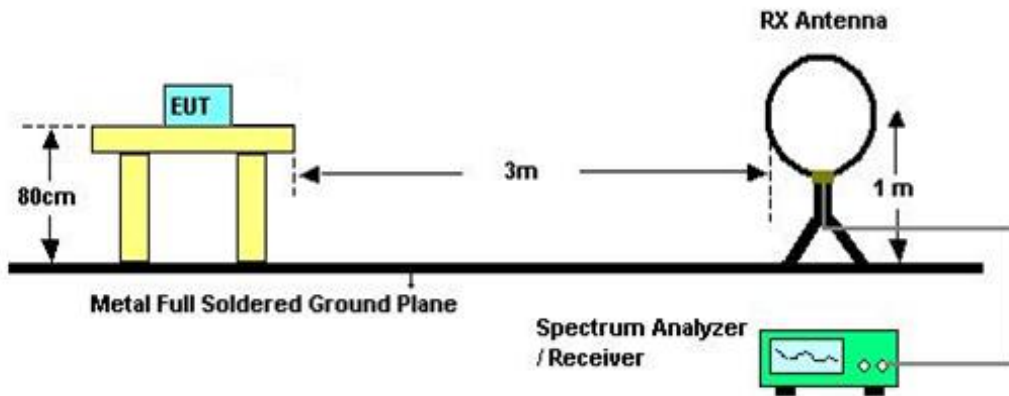 RX Antenna
EUT
80cm
3m
1 m
Metal Full Soldered Ground Plane
Spectrum Analyzer
/ Receiver